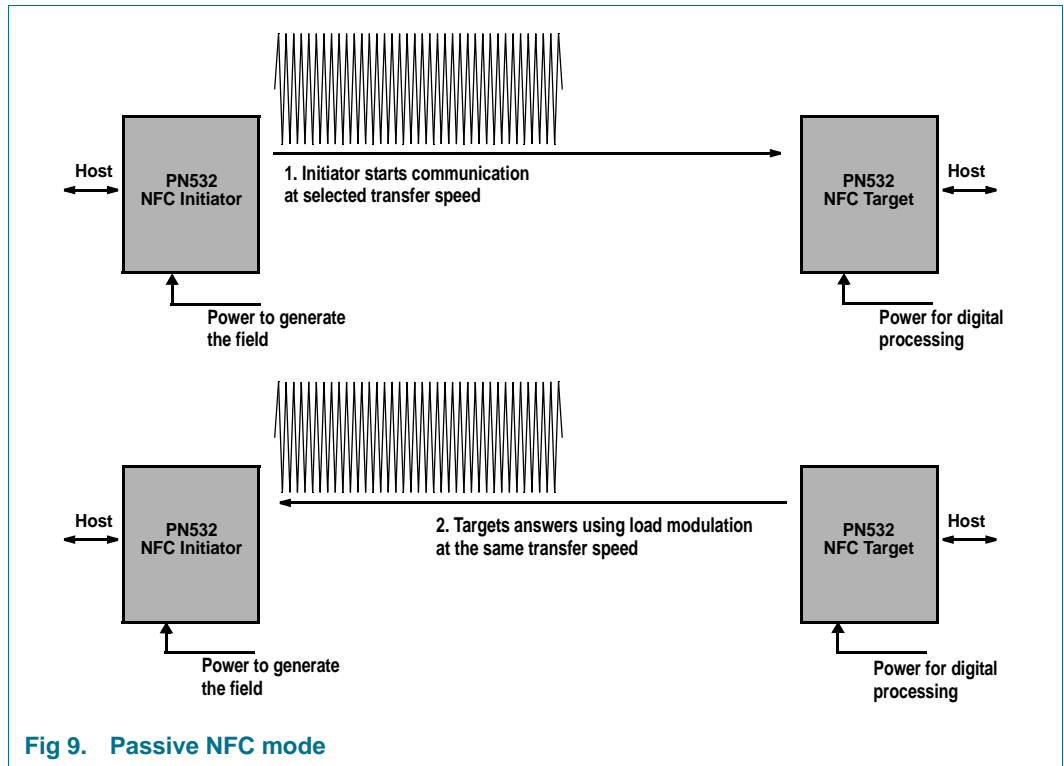 Host
PN532
NFC Initiator
1. Initiator starts communication
at selected transfer speed
PN532
NFC Target
Host
Power to generate
the field
Power for digital
processing
Host
PN532
NFC Initiator
2. Targets answers using load modulation
at the same transfer speed
PN532
NFC Target
Host
Power to generate
the field
Power for digital
processing
Fig 9. Passive NFC mode